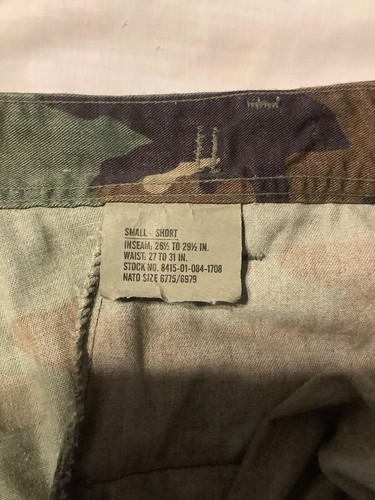 SMALL - SHORT
INSEAM: 26½ TO 29½ IN.
WAIST: 27 TO 31 IN.
STOCK NO. 8415-01-084-1708
NATO SIZE 6775/6979